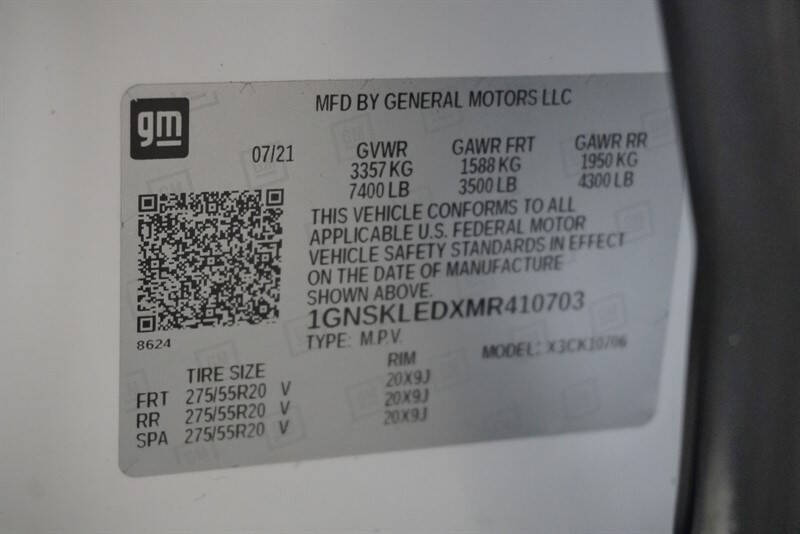 gm
MFD BY GENERAL MOTORS LLC
07/21 GVWR GAWR FRT GAWR RR
3357 KG 1588 KG 1950 KG
7400 LB 3500 LB 4300 LB
THIS VEHICLE CONFORMS TO ALL
APPLICABLE U.S. FEDERAL MOTOR
VEHICLE SAFETY STANDARDS IN EFFECT
ON THE DATE OF MANUFACTURE
SHOWN ABOVE.
1GNSKLEDXMR410703
8624
TYPE: M.P.V. MODEL: X3CK10706
TIRE SIZE RIM
FRT 275/55R20 V 20X9J
RR 275/55R20 V 20X9J
SPA 275/55R20 V 20X9J